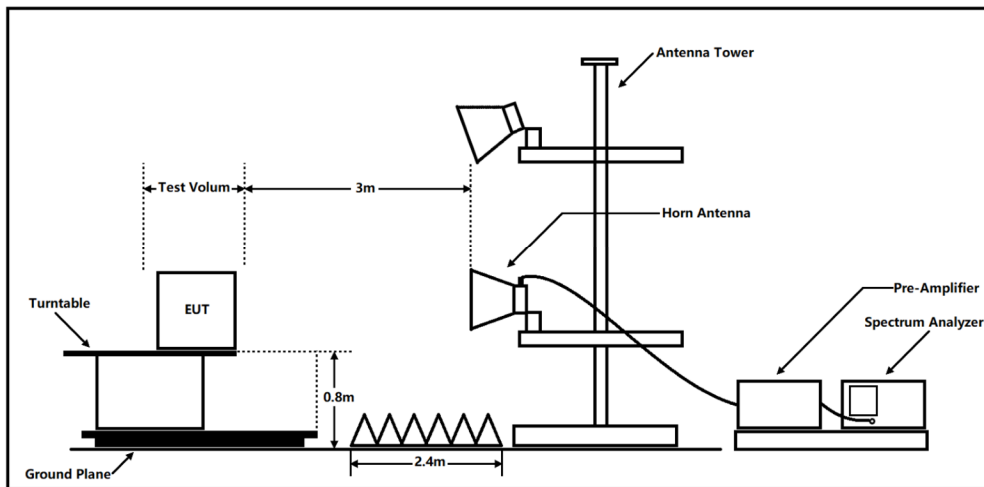 Antenna Tower
Test Volum
3m
Horn Antenna
EUT
Pre-Amplifier
Turntable
Spectrum Analyzer
0.8m
2.4m
Ground Plane